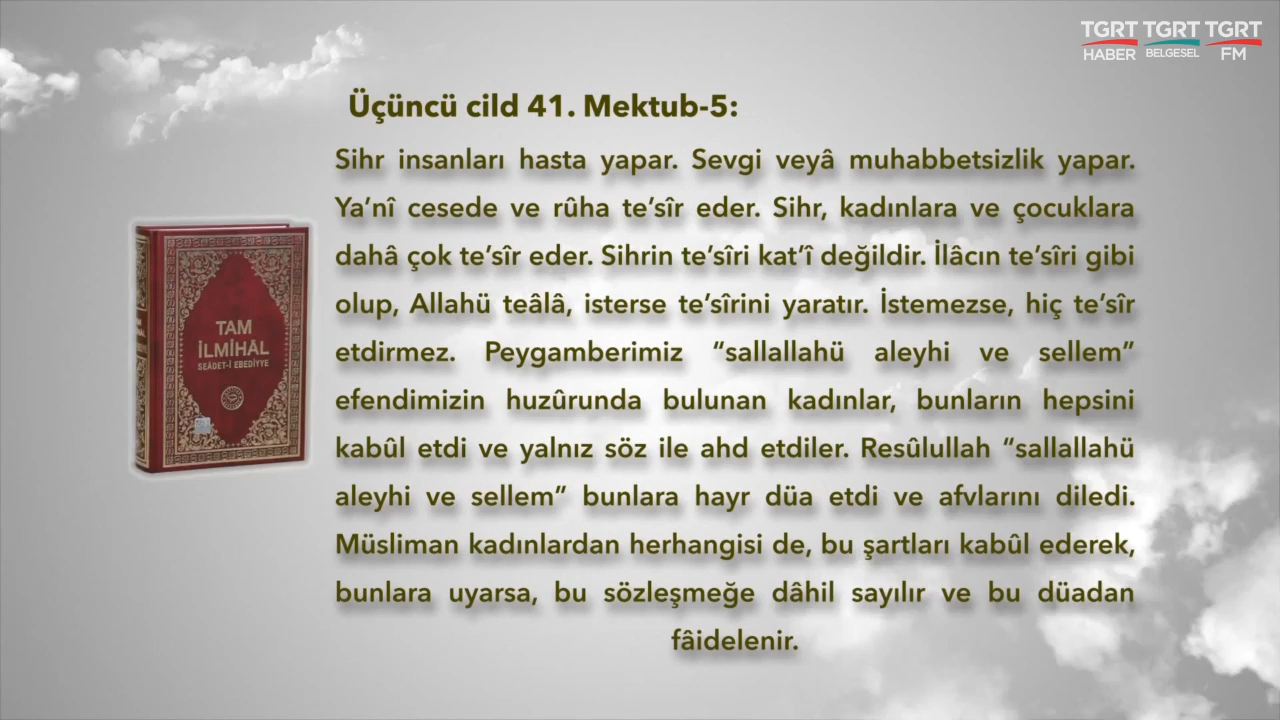 TGRT TGRT TGRT
HABER BELGESEL FM
Üçüncü cild 41. Mektub-5:
Sihr insanları hasta yapar. Sevgi veyâ muhabbetsizlik yapar.
Ya’nî cesede ve rûha te’sîr eder. Sihr, kadınlara ve çocuklara
dahâ çok te’sîr eder. Sihrin te’sîri kat’î değildir. İlâcın te’sîri gibi
olup, Allahü teâlâ, isterse te’sîrini yaratır. İstemezse, hiç te’sîr
etdirmez. Peygamberimiz “sallallahü aleyhi ve sellem”
efendimizin huzûrunda bulunan kadınlar, bunların hepsini
kabûl etdi ve yalnız söz ile ahd etdiler. Resûlullah “sallallahü
aleyhi ve sellem” bunlara hayr düa etdi ve afvlarını diledi.
Müsliman kadınlardan herhangisi de, bu şartları kabûl ederek,
bunlara uyarsa, bu sözleşmeğe dâhil sayılır ve bu düadan
fâidelenir.
TAM
İLMİHÂL
SEÂDET-İ EBEDİYYE